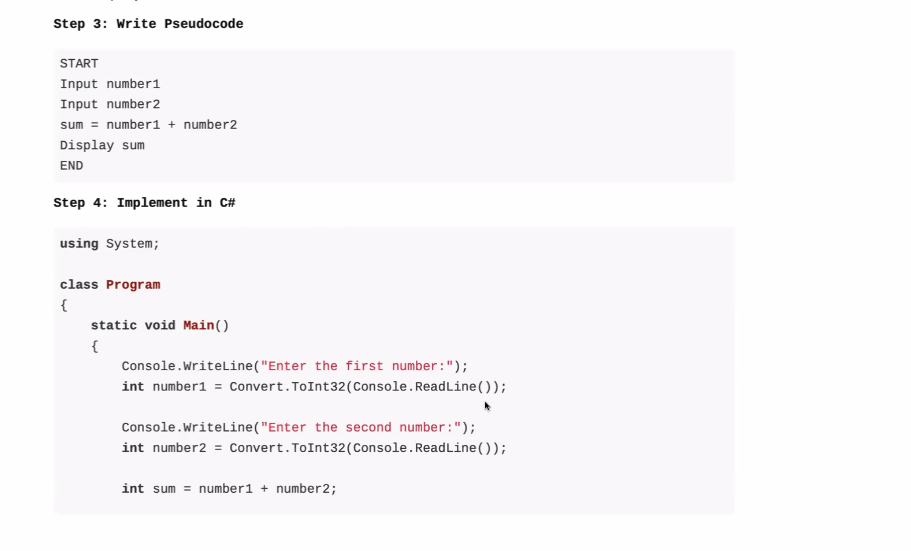 Step 3: Write Pseudocode
START
Input number1
Input number2
sum = number1 + number2
Display sum
END
Step 4: Implement in C#
using System;
class Program
{
    static void Main()
    {
        Console.WriteLine("Enter the first number:");
        int number1 = Convert.ToInt32(Console.ReadLine());
        Console.WriteLine("Enter the second number:");
        int number2 = Convert.ToInt32(Console.ReadLine());
        int sum = number1 + number2;